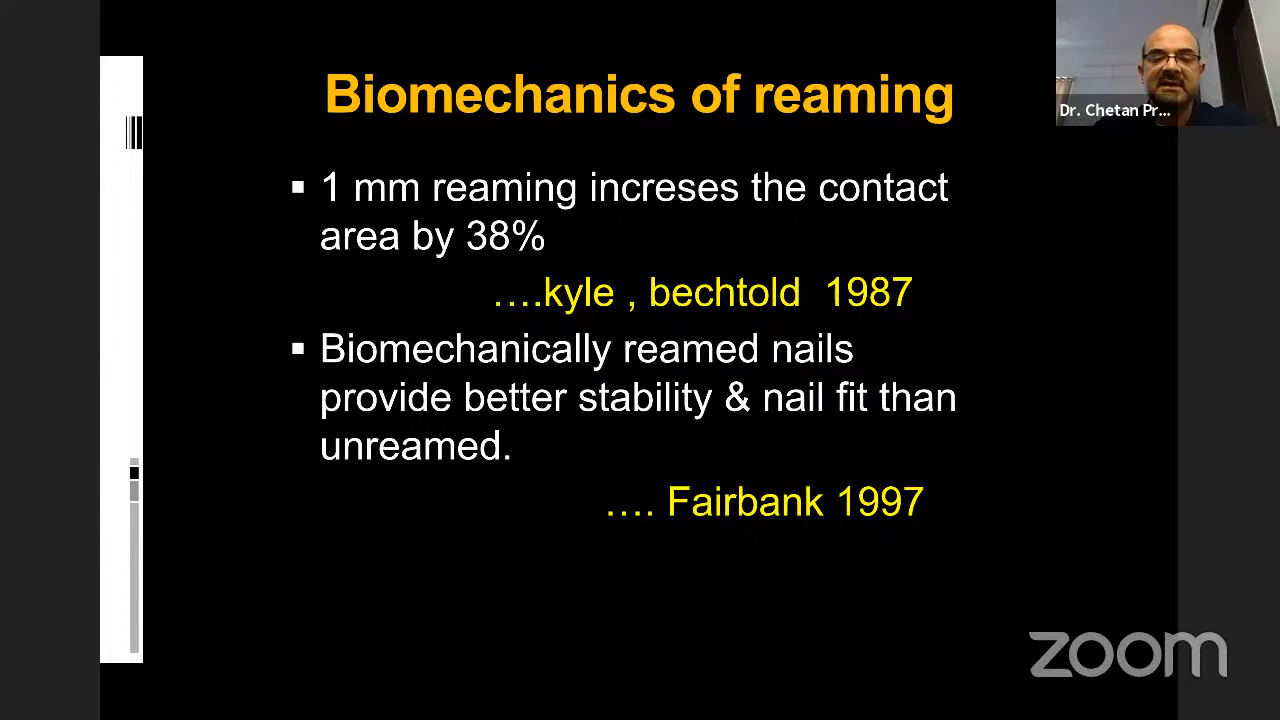 Biomechanics of reaming
Dr. Chetan Pr...
▪ 1 mm reaming increses the contact
area by 38%
….kyle , bechtold  1987
▪ Biomechanically reamed nails
provide better stability & nail fit than
unreamed.
…. Fairbank 1997
zoom